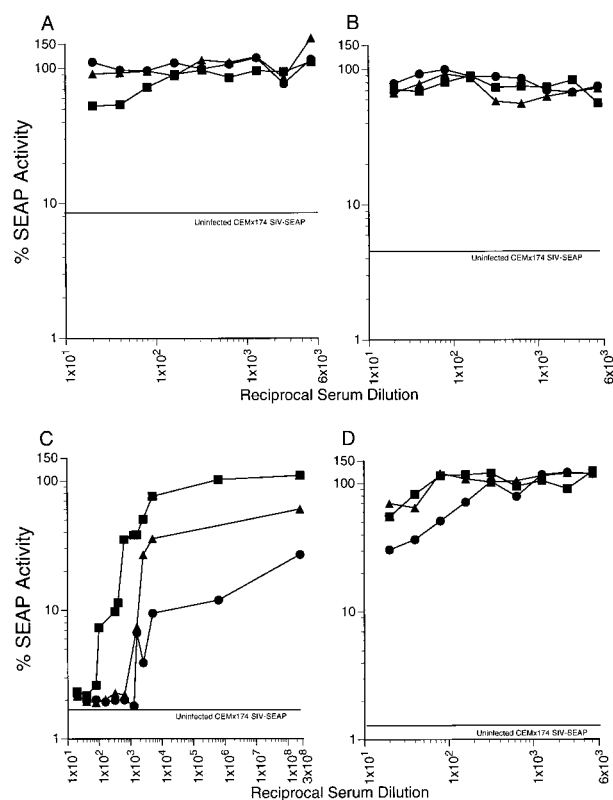 A
B
150
100
10
1
% SEAP Activity
Uninfected CEMx174 SIV-SEAP
1x10¹
1x10²
1x10³
6x10³
150
100
10
1
Uninfected CEMx174 SIV-SEAP
1x10¹
1x10²
1x10³
6x10³
Reciprocal Serum Dilution
C
D
150
100
10
1
% SEAP Activity
Uninfected CEMx174 SIV-SEAP
1x10¹
1x10²
1x10³
1x10⁴
1x10⁵
1x10⁶
1x10⁷
1x10⁸
3x10⁸
150
100
10
1
Uninfected CEMx174 SIV-SEAP
1x10¹
1x10²
1x10³
6x10³
Reciprocal Serum Dilution